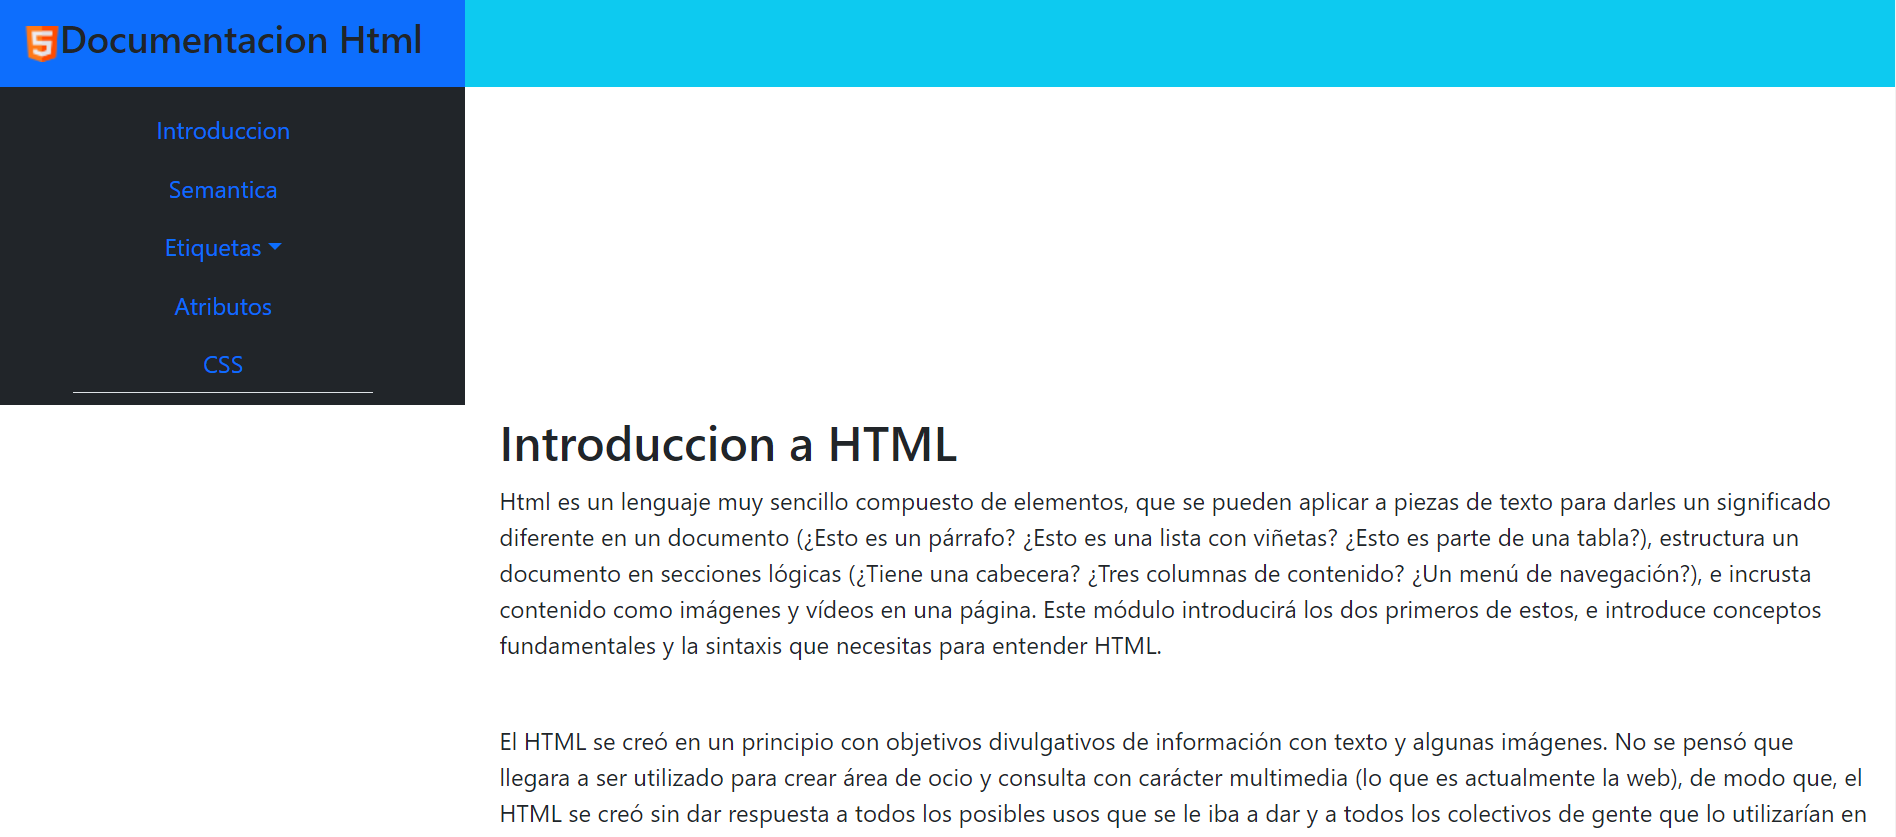 5
Documentacion Html
Introduccion
Semantica
Etiquetas
Atributos
CSS
Introduccion a HTML
Html es un lenguaje muy sencillo compuesto de elementos, que se pueden aplicar a piezas de texto para darles un significado
diferente en un documento (¿Esto es un párrafo? ¿Esto es una lista con viñetas? ¿Esto es parte de una tabla?), estructura un
documento en secciones lógicas (¿Tiene una cabecera? ¿Tres columnas de contenido? ¿Un menú de navegación?), e incrusta
contenido como imágenes y vídeos en una página. Este módulo introducirá los dos primeros de estos, e introduce conceptos
fundamentales y la sintaxis que necesitas para entender HTML.
El HTML se creó en un principio con objetivos divulgativos de información con texto y algunas imágenes. No se pensó que
llegara a ser utilizado para crear área de ocio y consulta con carácter multimedia (lo que es actualmente la web), de modo que, el
HTML se creó sin dar respuesta a todos los posibles usos que se le iba a dar y a todos los colectivos de gente que lo utilizarían en